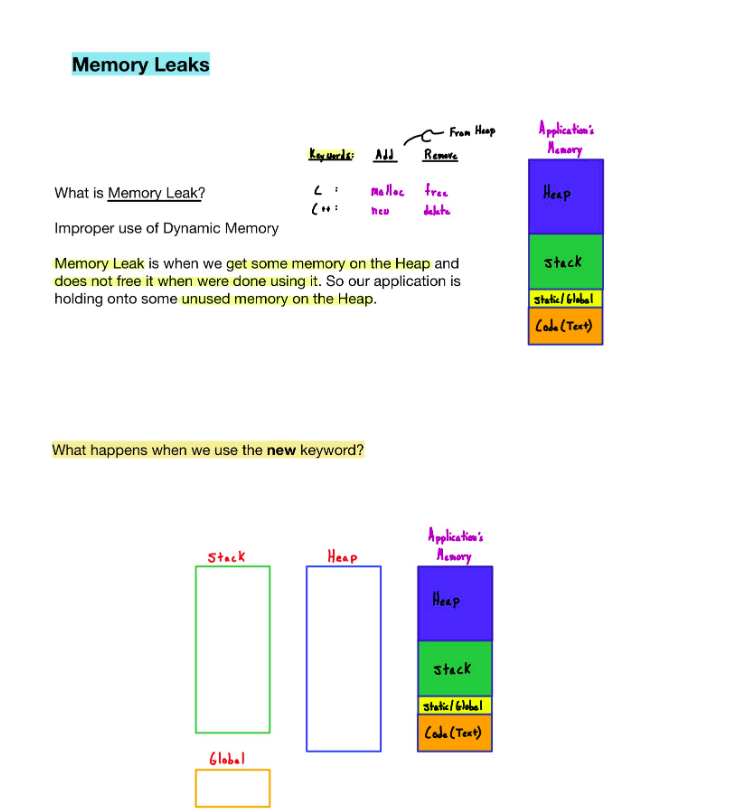 Memory Leaks
From Heap
Keywords: Add Remove
C : malloc free
C++ : new delete
Application's
Memory
Heap
Stack
Static/Global
Code (Text)
What is Memory Leak?
Improper use of Dynamic Memory
Memory Leak is when we get some memory on the Heap and
does not free it when were done using it. So our application is
holding onto some unused memory on the Heap.
What happens when we use the new keyword?
Stack
Heap
Global
Application's
Memory
Heap
Stack
Static/Global
Code (Text)